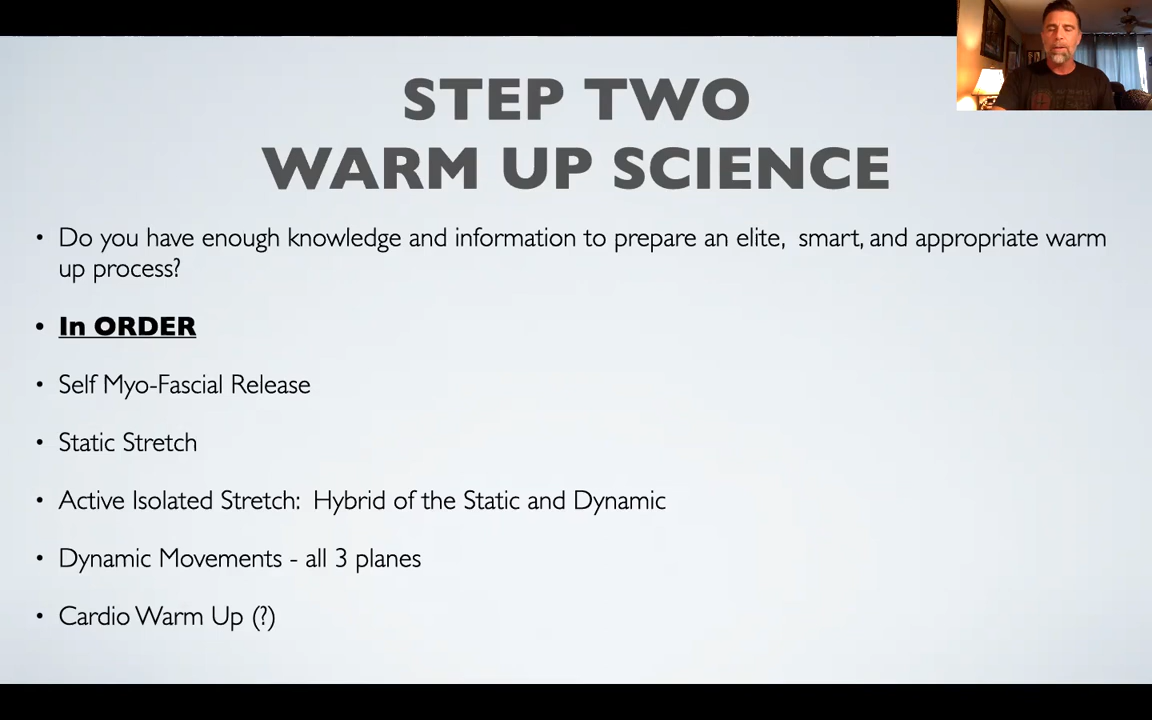 STEP TWO
WARM UP SCIENCE
• Do you have enough knowledge and information to prepare an elite,  smart, and appropriate warm
up process?
• In ORDER
• Self Myo-Fascial Release
• Static Stretch
• Active Isolated Stretch:  Hybrid of the Static and Dynamic
• Dynamic Movements - all 3 planes
• Cardio Warm Up (?)